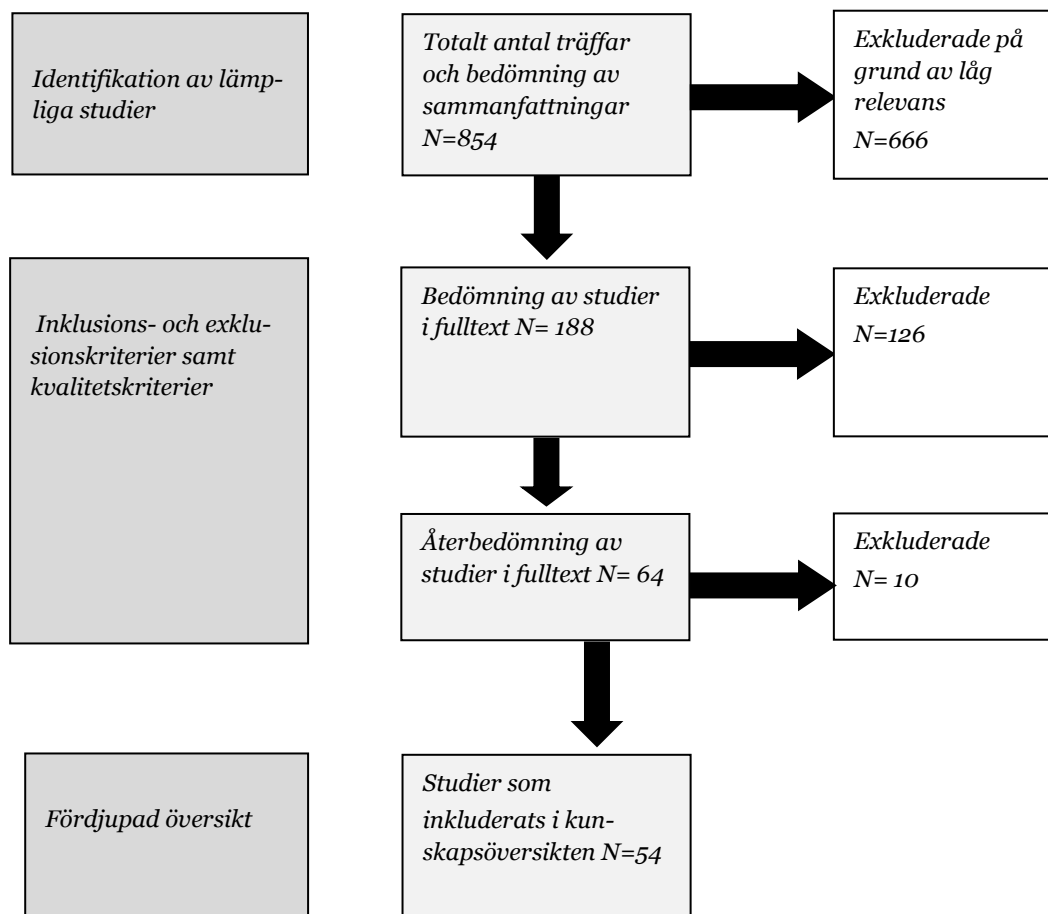 Identifikation av lämp-
liga studier
Totalt antal träffar
och bedömning av
sammanfattningar
N=854
Exkluderade på
grund av låg
relevans
N=666
Inklusions- och exklu-
sionskriterier samt
kvalitetskriterier
Bedömning av studier
i fulltext N= 188
Exkluderade
N=126
Återbedömning av
studier i fulltext N= 64
Exkluderade
N= 10
Fördjupad översikt
Studier som
inkluderats i kun-
skapsöversikten N=54